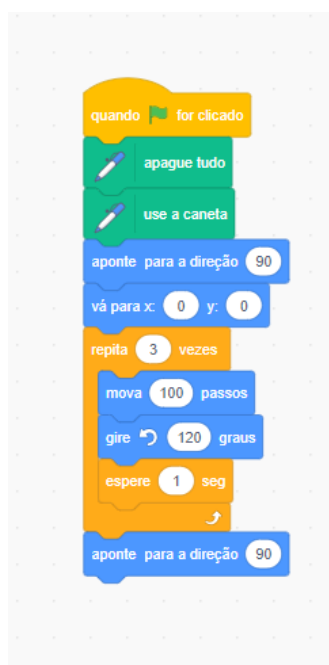 quando for clicado
apague tudo
use a caneta
aponte para a direção 90
vá para x: 0 y: 0
repita 3 vezes
mova 100 passos
gire 120 graus
espere 1 seg
aponte para a direção 90